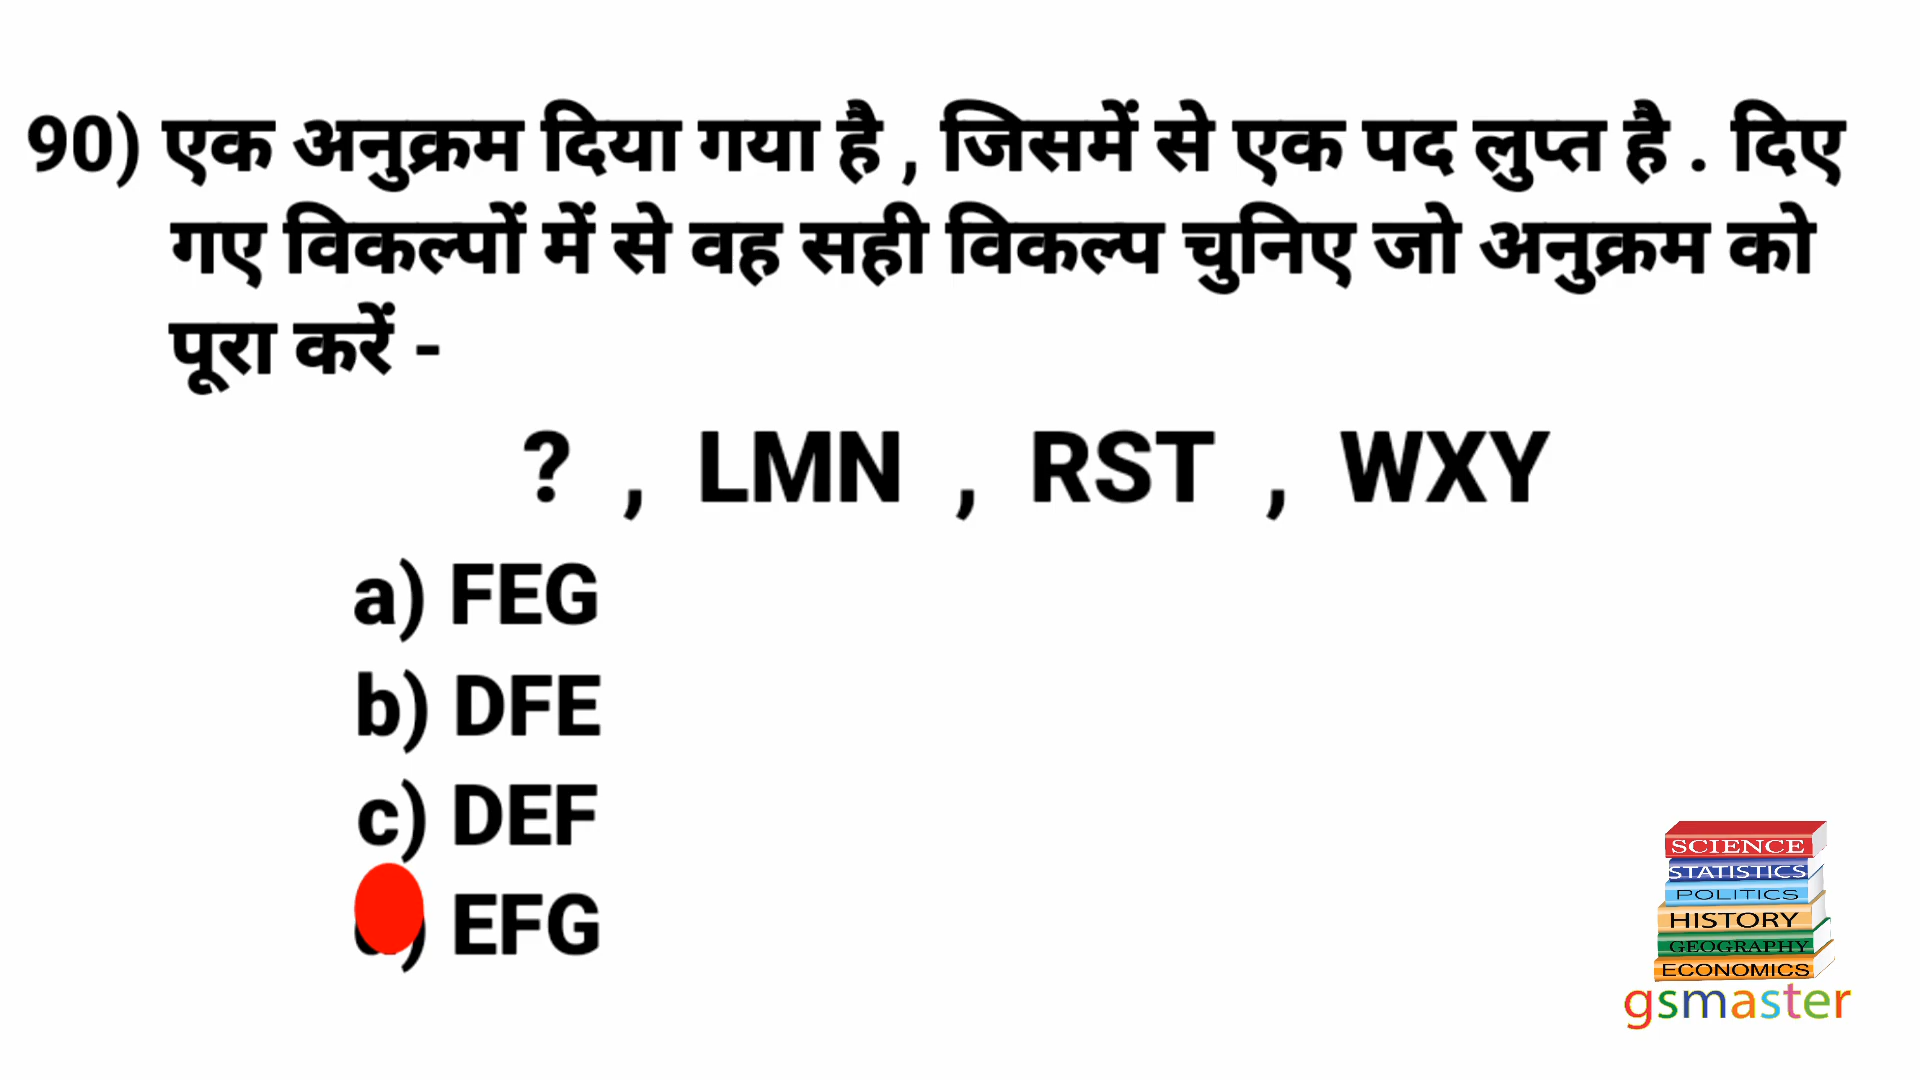 90) एक अनुक्रम दिया गया है , जिसमें से एक पद लुप्त है . दिए
गए विकल्पों में से वह सही विकल्प चुनिए जो अनुक्रम को
पूरा करें -
? , LMN , RST , WXY
a) FEG
b) DFE
c) DEF
) EFG
SCIENCE
STATISTICS
POLITICS
HISTORY
GEOGRAPHY
ECONOMICS
gsmaster